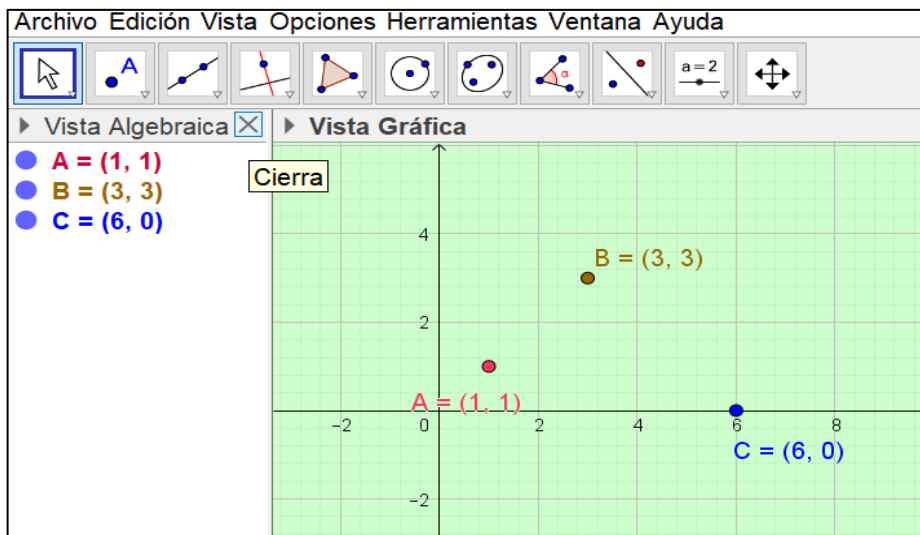 Archivo Edición Vista Opciones Herramientas Ventana Ayuda
A
α
a = 2
Vista Algebraica
Vista Gráfica
Cierra
A = (1, 1)
B = (3, 3)
C = (6, 0)
4
B = (3, 3)
2
A = (1, 1)
-2 0 2 4 6 8
C = (6, 0)
-2